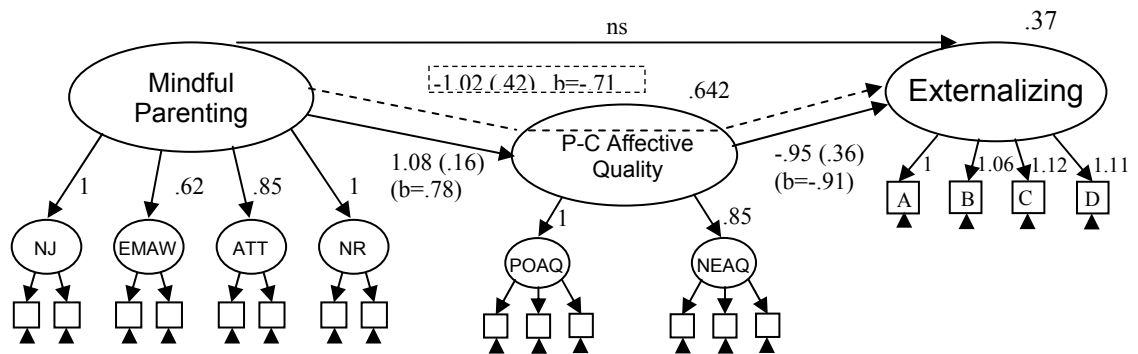 ns
.37
Mindful
Parenting
-1.02 (.42) b=-.71
.642
Externalizing
P-C Affective
Quality
1.08 (.16)
(b=.78)
-.95 (.36)
(b=-.91)
1
.62
.85
1
1
1.06
1.12
1.11
A
B
C
D
NJ
EMAW
ATT
NR
1
.85
POAQ
NEAQ